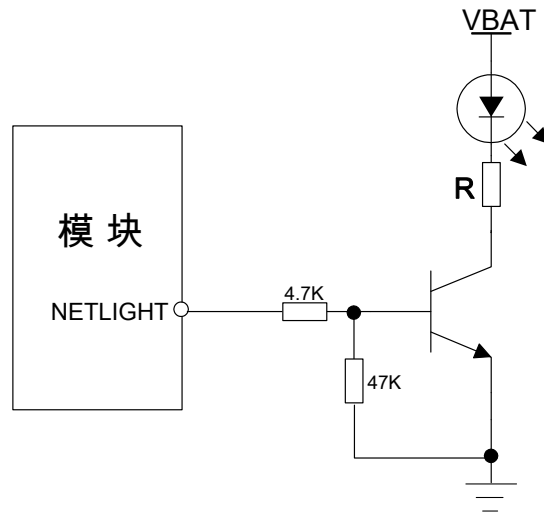 VBAT
R
模块
4.7K
NETLIGHT
47K